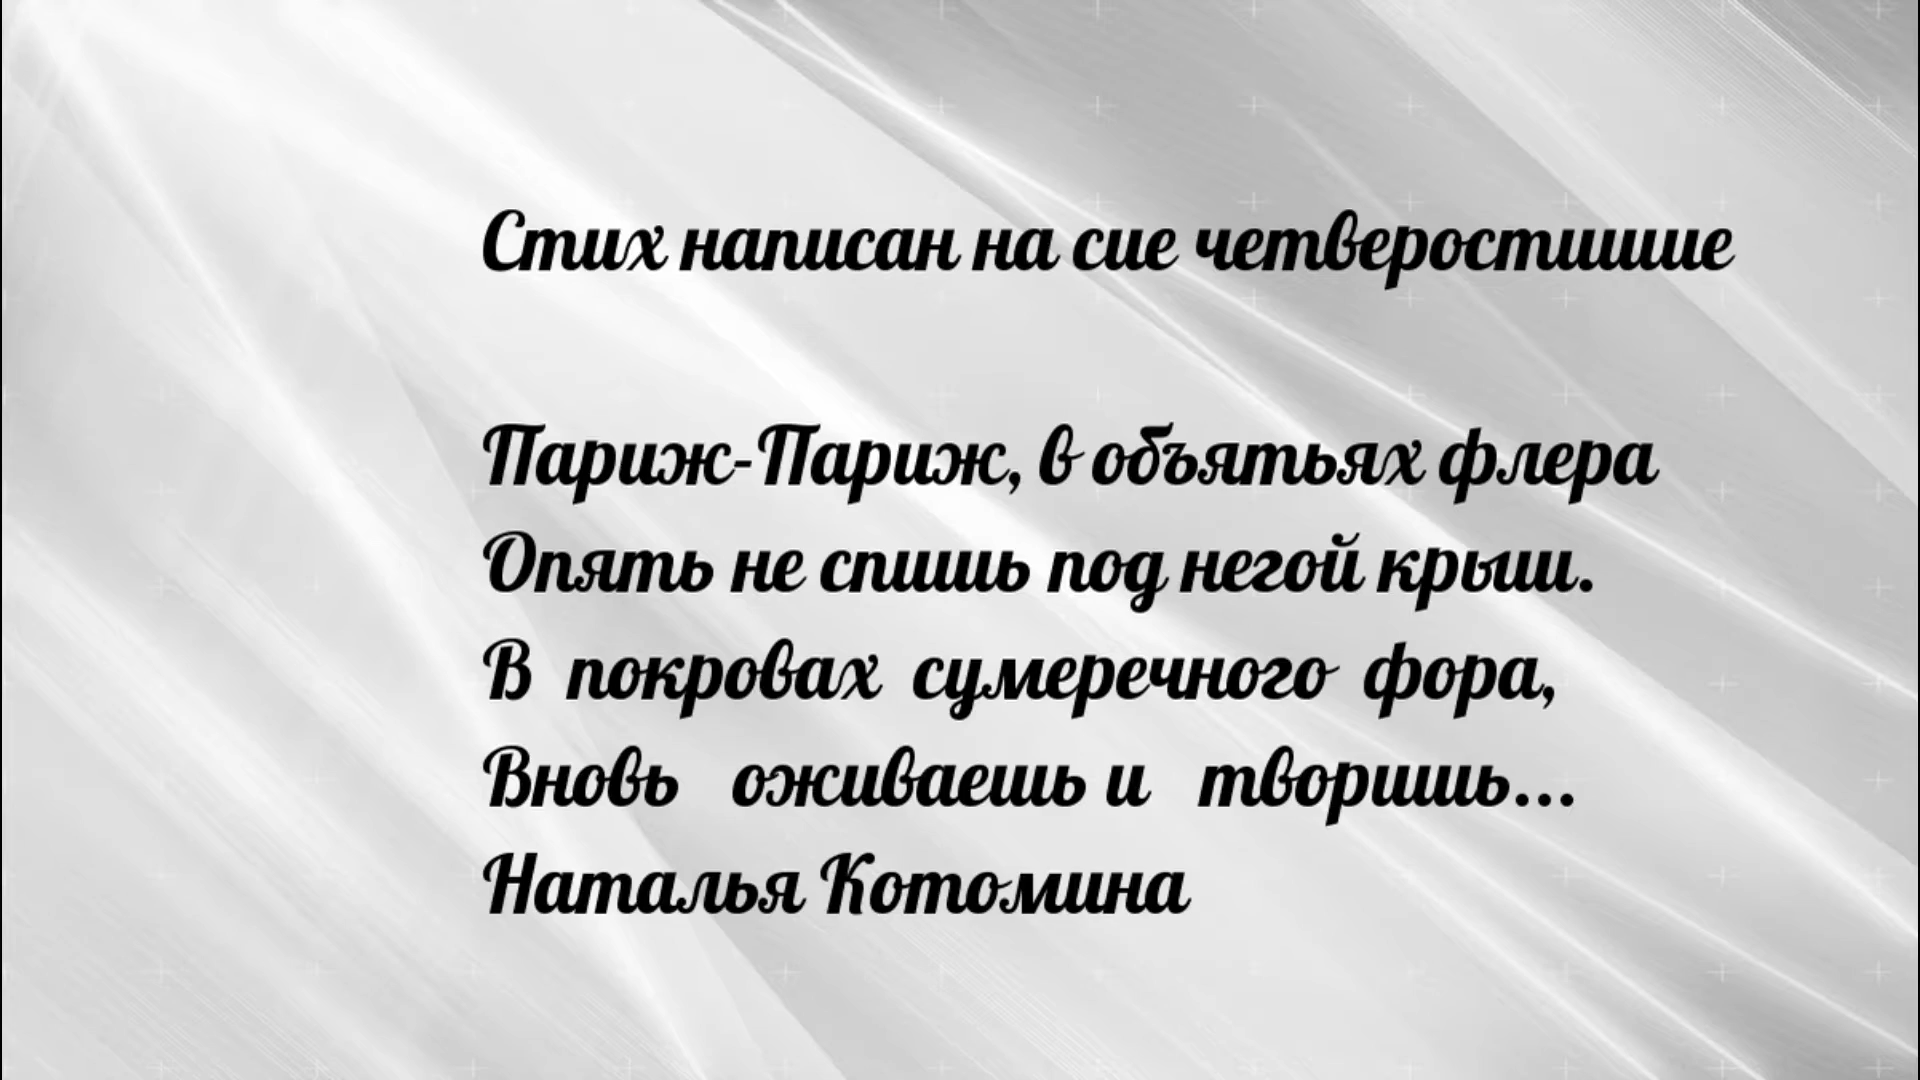 Стих написан на сие четверостишие
Париж-Париж, в объятьях флера
Опять не спишь под негой крыш.
В покровах сумеречного фора,
Вновь оживаешь и творишь...
Наталья Котомина